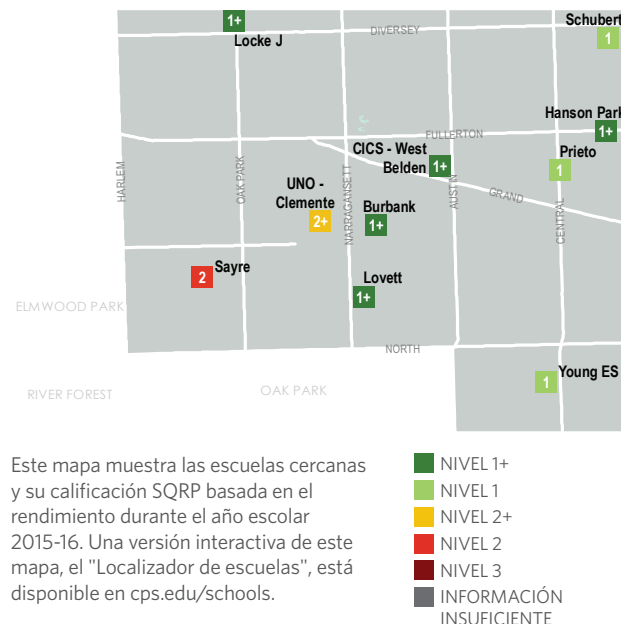 Schubert
1+
DIVERSEY
1
Locke J
Hanson Park
FULLERTON
1+
CICS - West
Belden
1+
Prieto
1
HARLEM
OAK PARK
NARRAGANSETT
AUSTIN
GRAND
CENTRAL
UNO -
Clemente
2+
Burbank
1+
Sayre
2
Lovett
1+
ELMWOOD PARK
NORTH
Young ES
1
RIVER FOREST
OAK PARK
Este mapa muestra las escuelas cercanas
y su calificación SQRP basada en el
rendimiento durante el año escolar
2015-16. Una versión interactiva de este
mapa, el "Localizador de escuelas", está
disponible en cps.edu/schools.
NIVEL 1+
NIVEL 1
NIVEL 2+
NIVEL 2
NIVEL 3
INFORMACIÓN
INSUFICIENTE